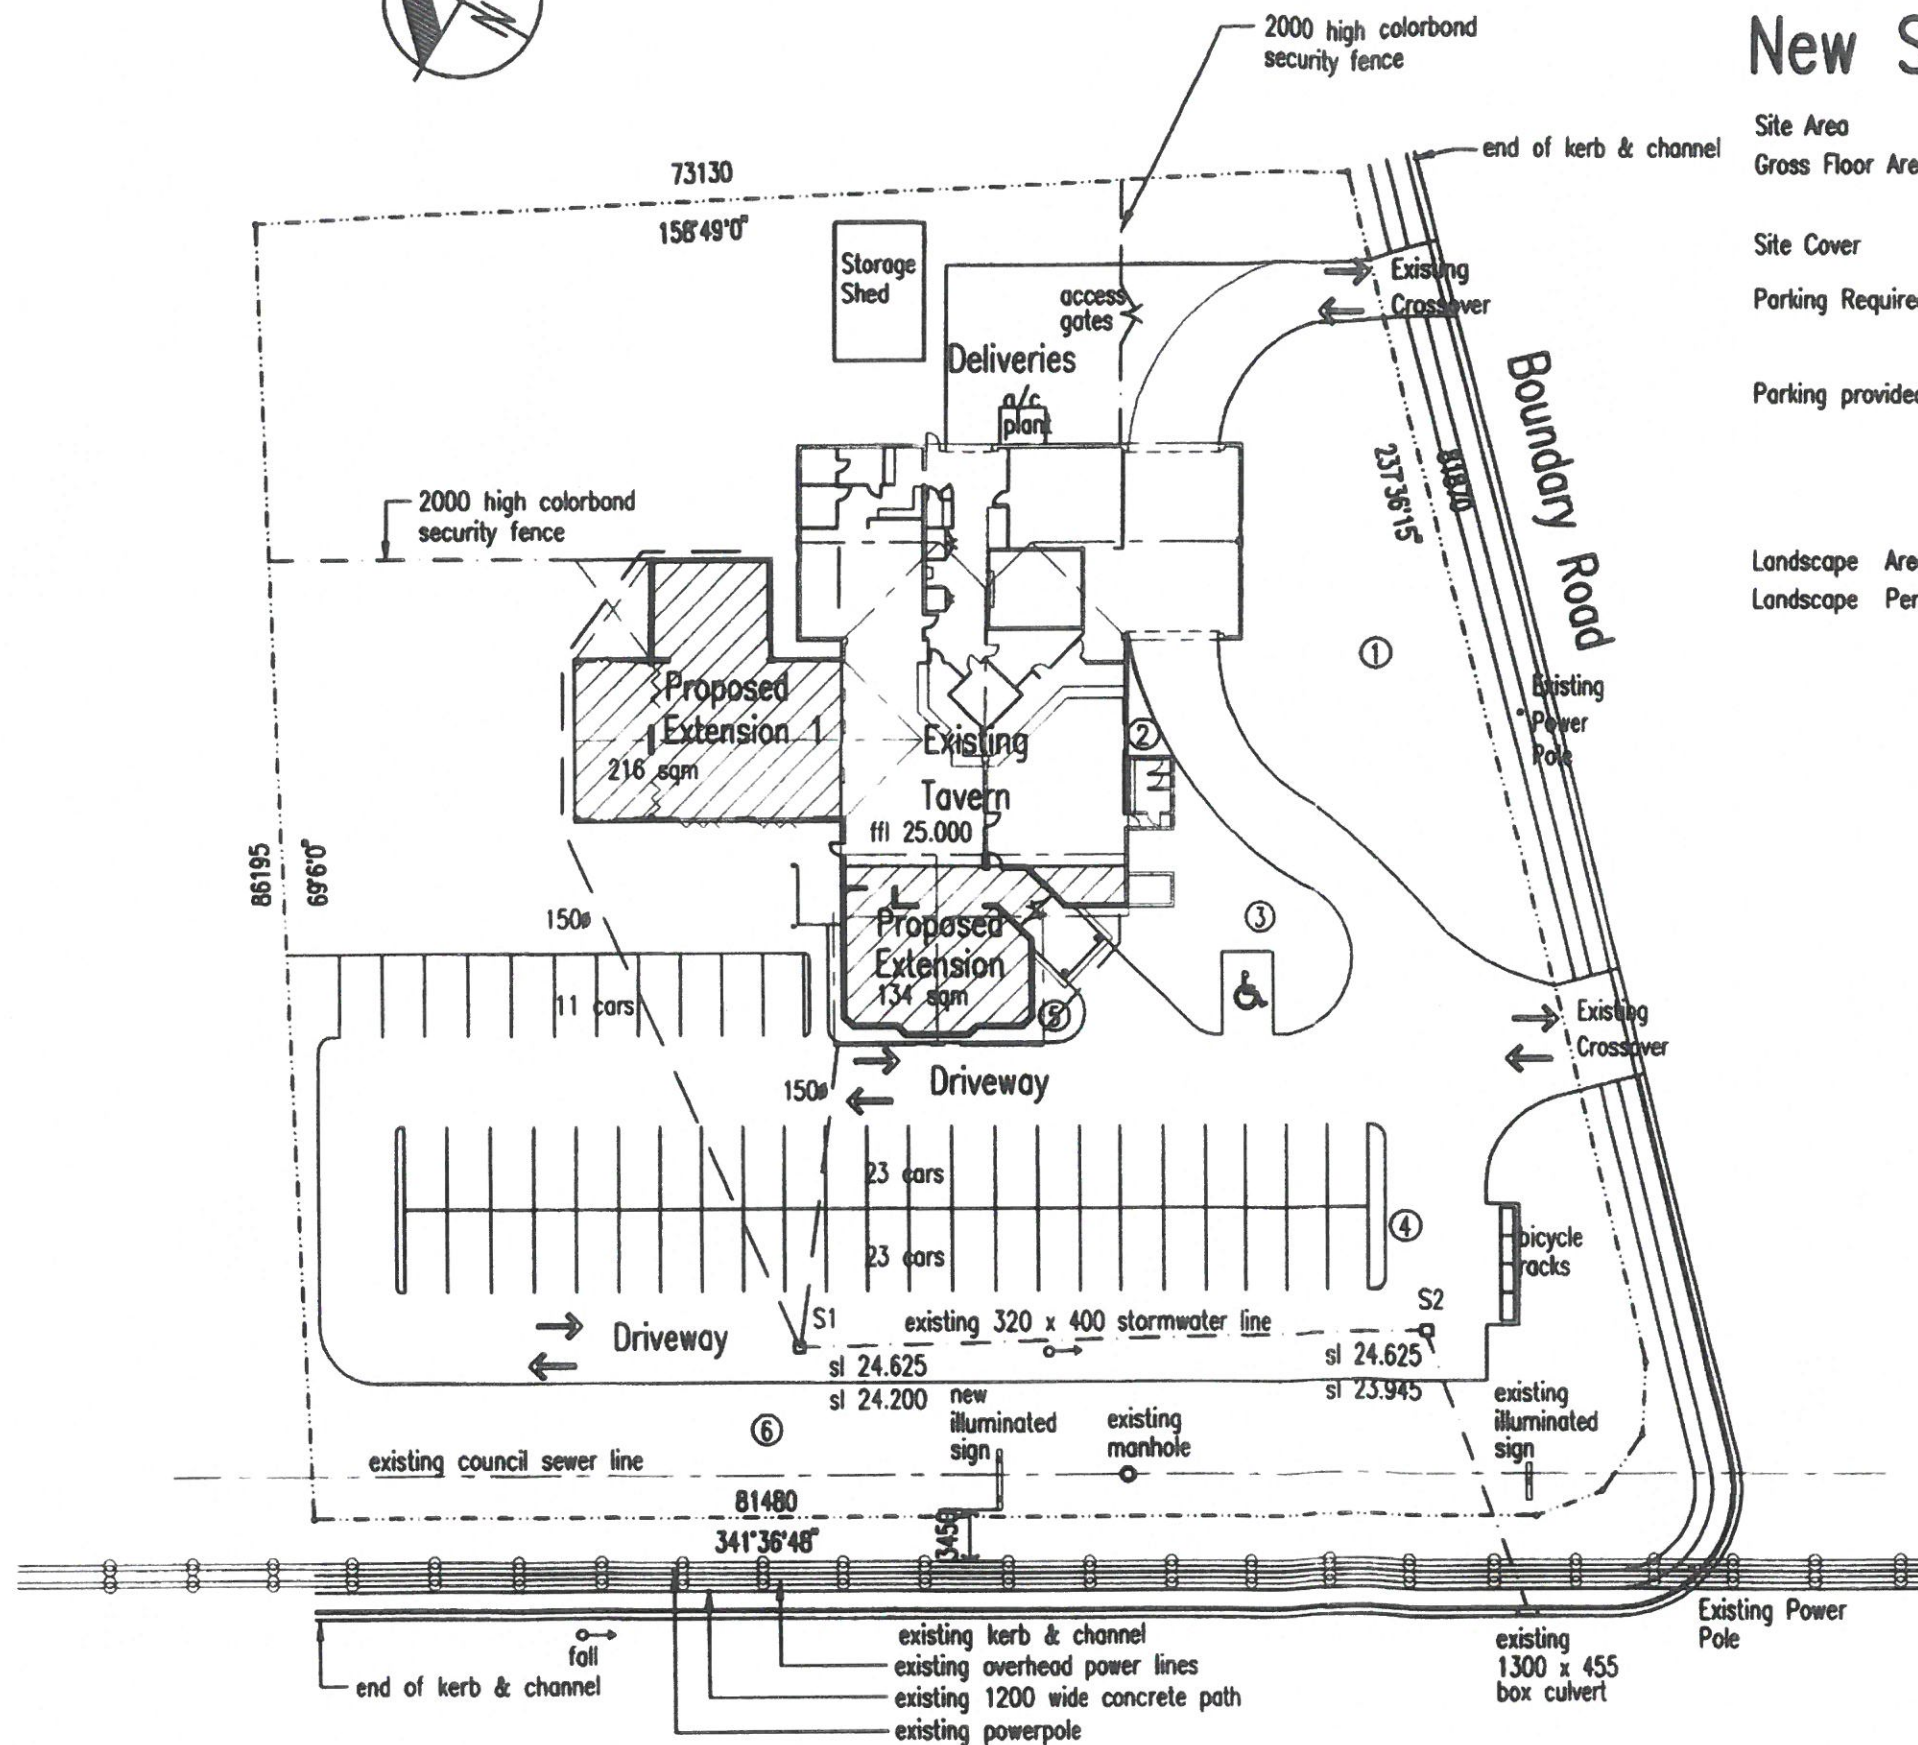 N
2000 high colorbond
security fence
New S
Site Area
Gross Floor Are
Site Cover
Parking Require
Parking provide
Landscape Are
Landscape Per
end of kerb & channel
73130
158°49'0"
Storage
Shed
access
gates
Deliveries
a/c
plant
Existing
Crossover
Boundary Road
237°36'15"
2000 high colorbond
security fence
Proposed
Extension 1
216 sqm
Existing
Tavern
ffl 25.000
1
2
3
Existing
Power
Pole
86195
69°6'0"
150ø
11 cars
Proposed
Extension
134 sqm
5
Existing
Crossover
150ø
Driveway
23 cars
23 cars
4
bicycle
racks
S1
existing 320 x 400 stormwater line
S2
Driveway
sl 24.625
sl 24.200
sl 24.625
sl 23.945
6
new
illuminated
sign
existing
manhole
existing
illuminated
sign
existing council sewer line
81480
341°36'48"
3450
fall
end of kerb & channel
existing kerb & channel
existing overhead power lines
existing 1200 wide concrete path
existing powerpole
existing
1300 x 455
box culvert
Existing Power
Pole